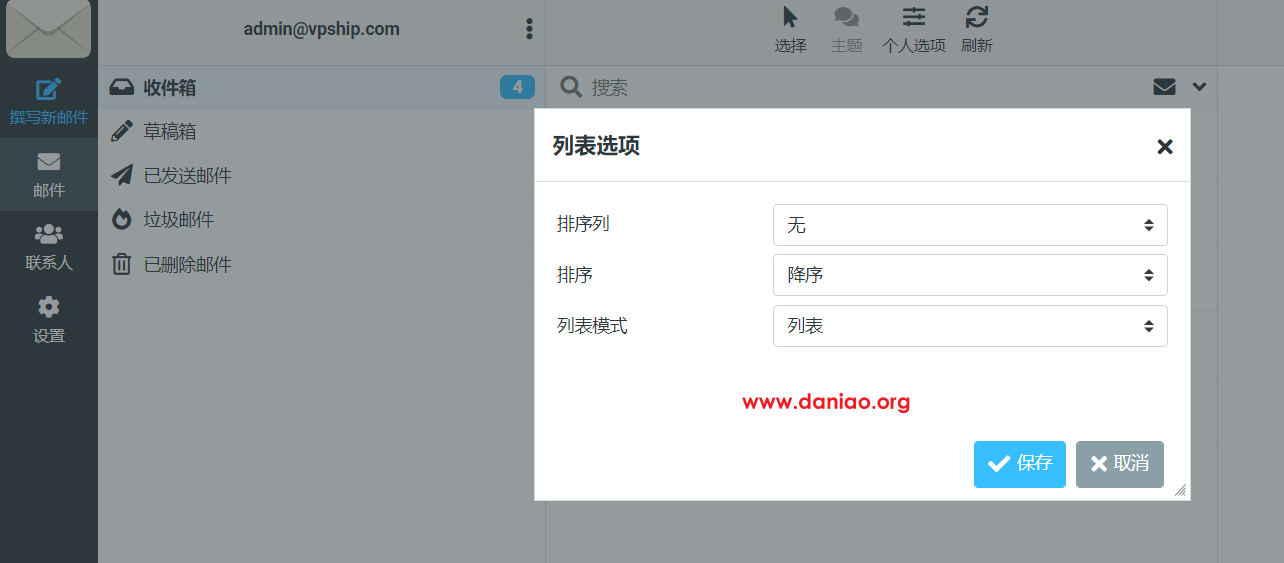 admin@vpship.com
选择
主题
个人选项
刷新
撰写新邮件
邮件
联系人
设置
收件箱
4
草稿箱
已发送邮件
垃圾邮件
已删除邮件
搜索
列表选项
排序列
无
排序
降序
列表模式
列表
www.daniao.org
保存
取消